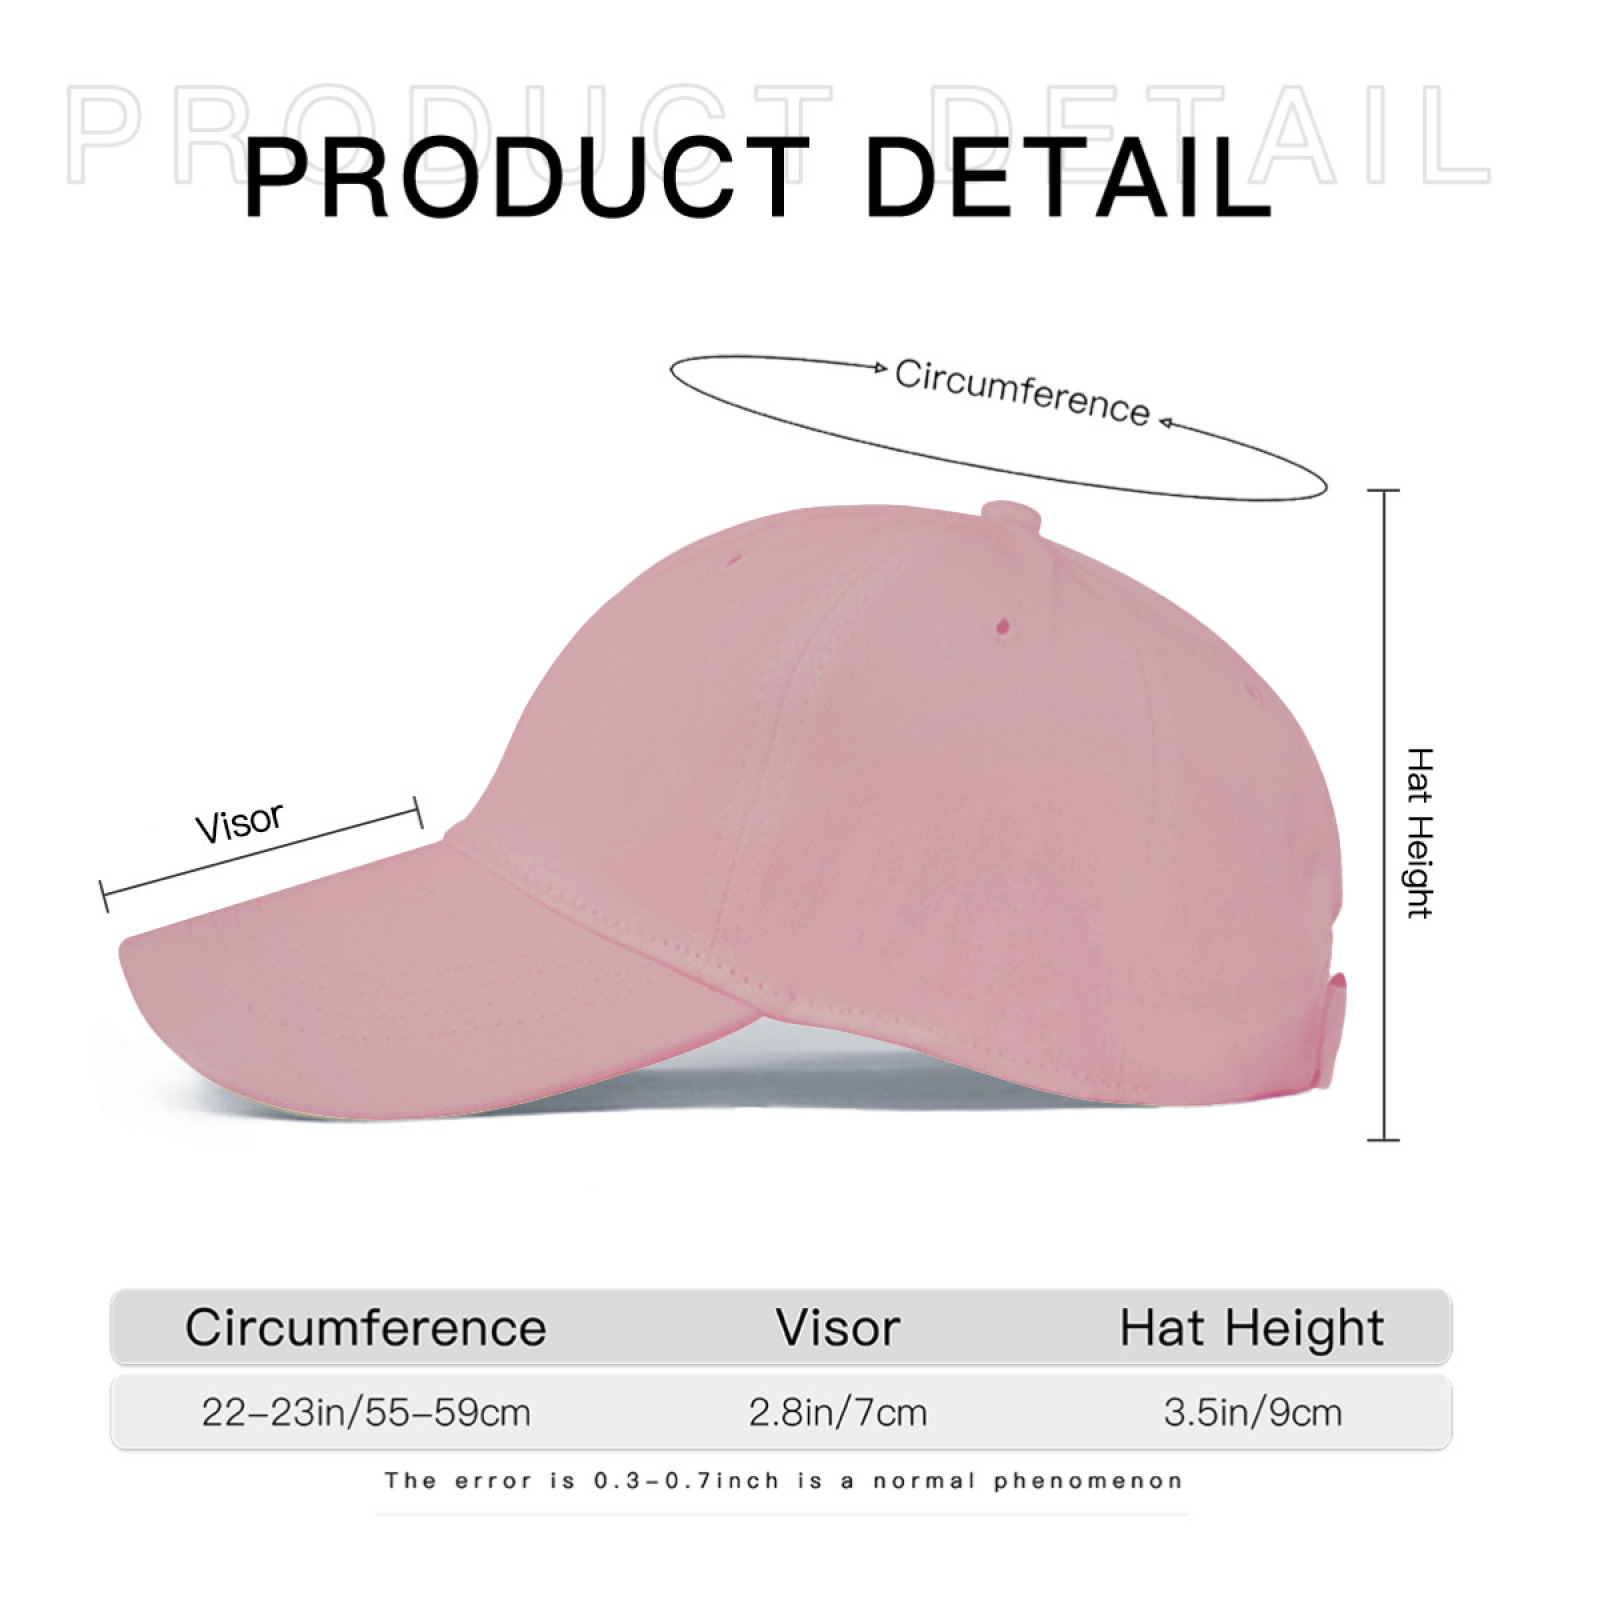 PRODUCT DETAIL
PRODUCT DETAIL
Circumference
Visor
Hat Height
Circumference Visor Hat Height
22–23in/55–59cm 2.8in/7cm 3.5in/9cm
The error is 0.3–0.7inch is a normal phenomenon